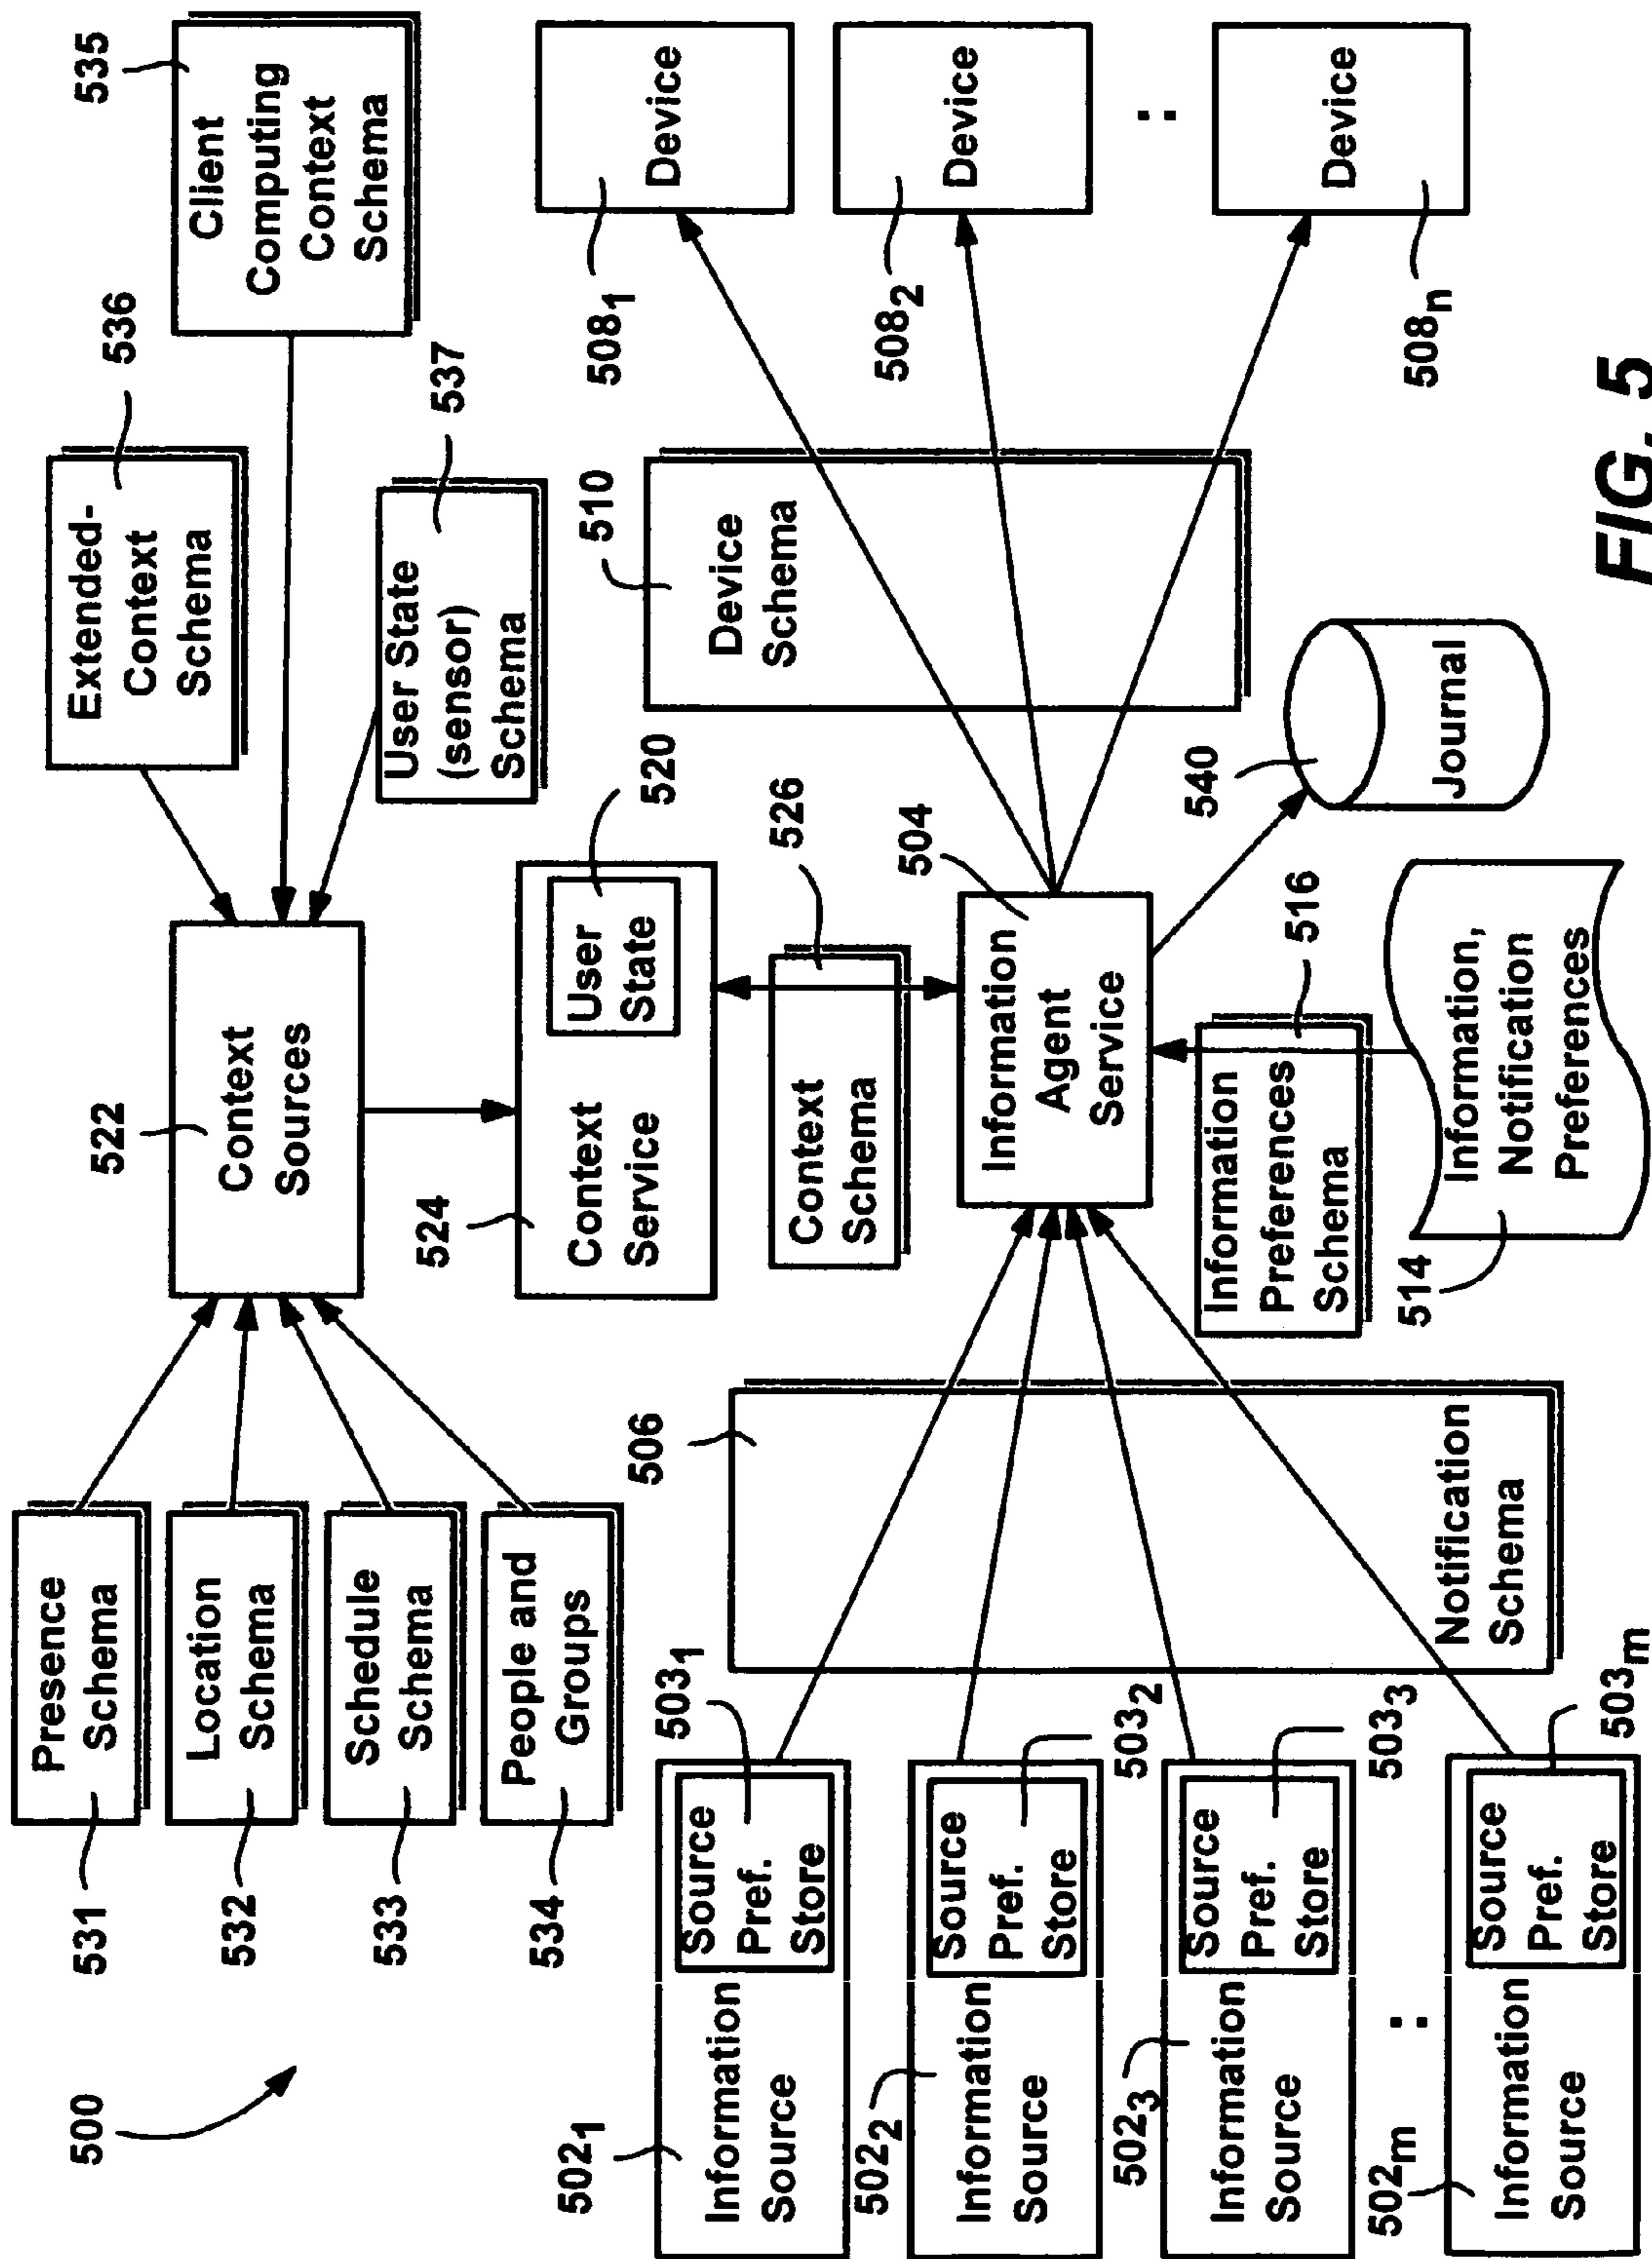 500
531
Presence
Schema
532
Location
Schema
533
Schedule
Schema
534
People and
Groups
522
Context
Sources
Extended-
Context
Schema
536
Client
Computing
Context
Schema
535
User State
(sensor)
Schema
537
524
Context
Service
User
State
520
Context
Schema
526
502₁
Information
Source
Source
Pref.
Store
503₁
502₂
Information
Source
Source
Pref.
Store
503₂
502₃
Information
Source
Source
Pref.
Store
503₃
502ₘ
:
Information
Source
Source
Pref.
Store
503ₘ
506
Notification
Schema
Information
Agent
Service
504
Information
Preferences
Schema
516
514
Information,
Notification
Preferences
540
Journal
510
Device
Schema
508₁
Device
508₂
Device
:
508ₙ
Device
FIG. 5